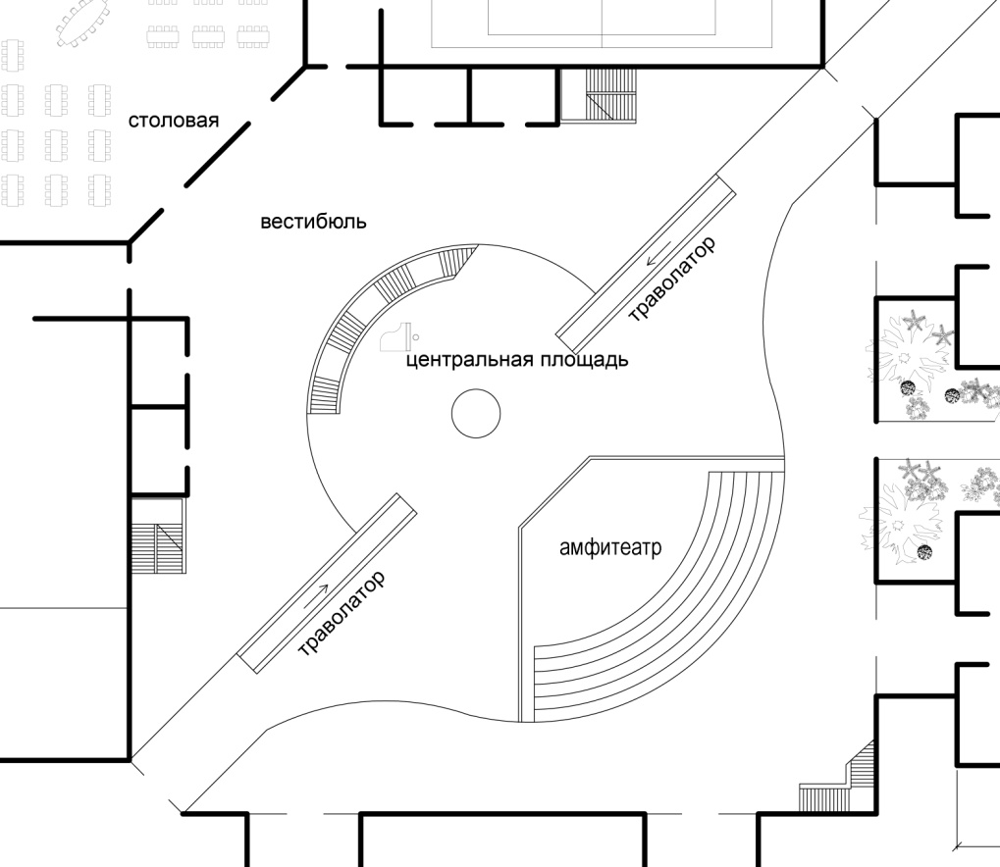 столовая
вестибюль
траволатор
центральная площадь
амфитеатр
траволатор